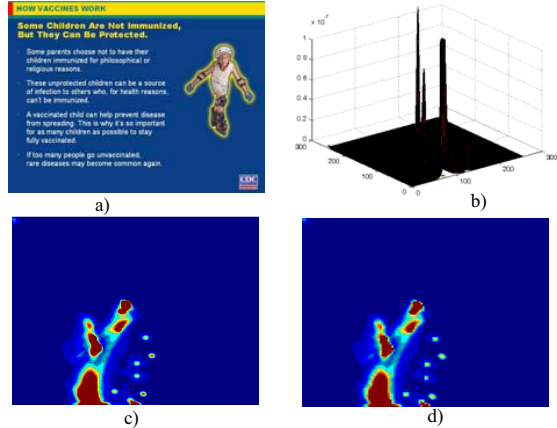 HOW VACCINES WORK
Some Children Are Not Immunized,
But They Can Be Protected.
Some parents choose not to have their
children immunized for philosophical or
religious reasons.
These unprotected children can be a source
of infection to others who, for health reasons,
can't be immunized.
A vaccinated child can help prevent disease
from spreading. This is why it's so important
for as many children as possible to stay
fully vaccinated.
If too many people go unvaccinated,
rare diseases may become common again.
CDC
a)
x 10⁻⁷
1
0.8
0.6
0.4
0.2
0
300
200
100
0
0
100
200
300
b)
c)
d)